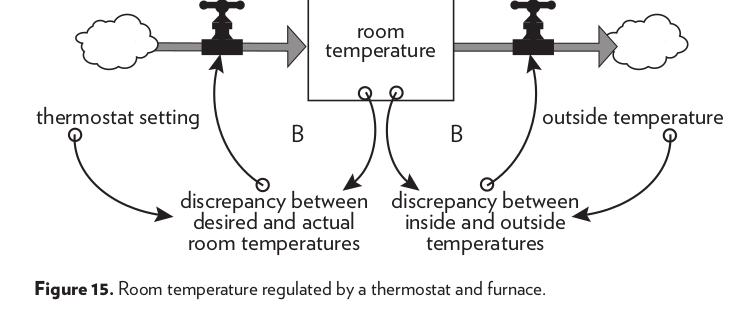 room
temperature
thermostat setting
outside temperature
B
B
discrepancy between
desired and actual
room temperatures
discrepancy between
inside and outside
temperatures
Figure 15. Room temperature regulated by a thermostat and furnace.